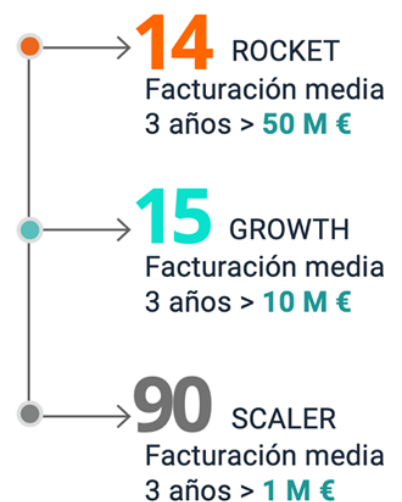 14 ROCKET
Facturación media
3 años > 50 M €
15 GROWTH
Facturación media
3 años > 10 M €
90 SCALER
Facturación media
3 años > 1 M €